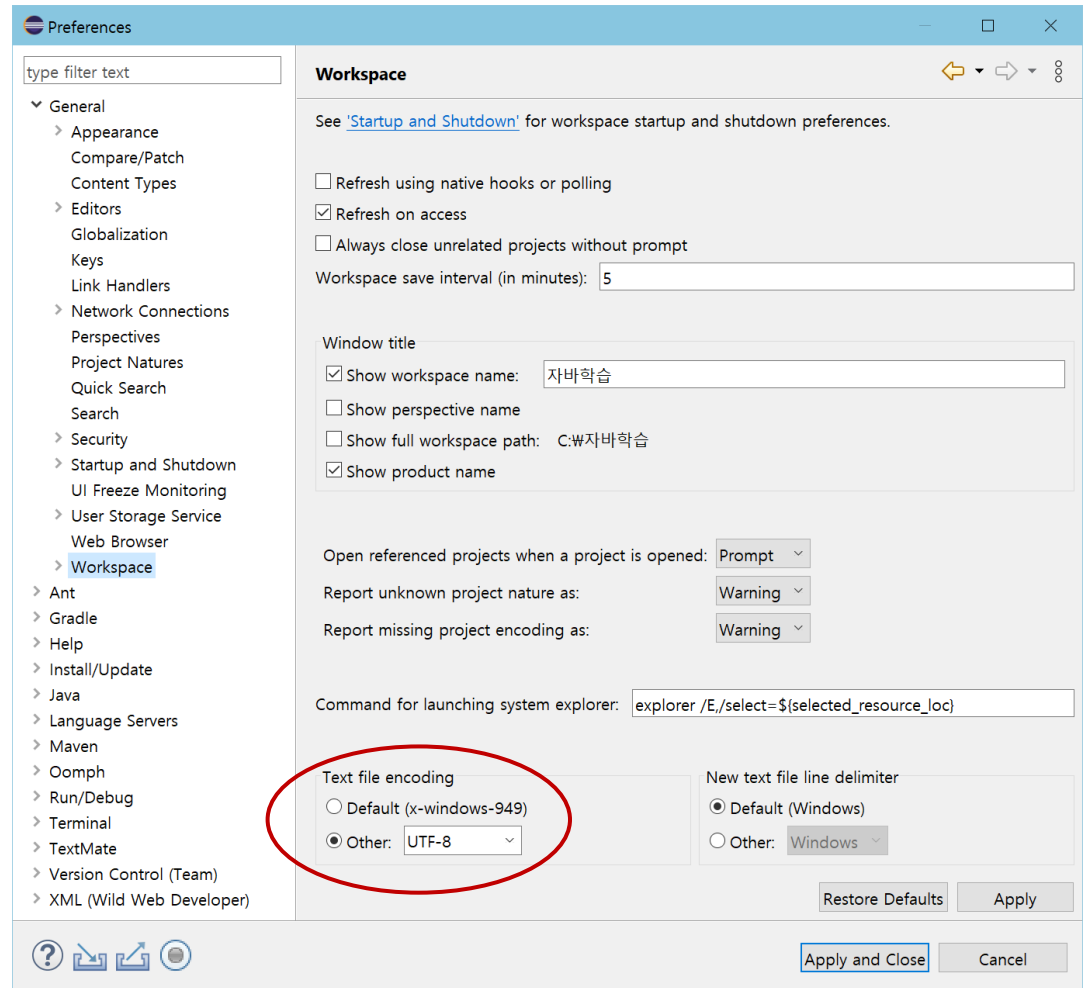 Preferences
type filter text
General
Appearance
Compare/Patch
Content Types
Editors
Globalization
Keys
Link Handlers
Network Connections
Perspectives
Project Natures
Quick Search
Search
Security
Startup and Shutdown
UI Freeze Monitoring
User Storage Service
Web Browser
Workspace
Ant
Gradle
Help
Install/Update
Java
Language Servers
Maven
Oomph
Run/Debug
Terminal
TextMate
Version Control (Team)
XML (Wild Web Developer)
Workspace
See 'Startup and Shutdown' for workspace startup and shutdown preferences.
Refresh using native hooks or polling
Refresh on access
Always close unrelated projects without prompt
Workspace save interval (in minutes): 5
Window title
Show workspace name: 자바학습
Show perspective name
Show full workspace path: C:₩자바학습
Show product name
Open referenced projects when a project is opened: Prompt
Report unknown project nature as: Warning
Report missing project encoding as: Warning
Command for launching system explorer: explorer /E,/select=${selected_resource_loc}
Text file encoding
Default (x-windows-949)
Other: UTF-8
New text file line delimiter
Default (Windows)
Other: Windows
Restore Defaults Apply
? Apply and Close Cancel